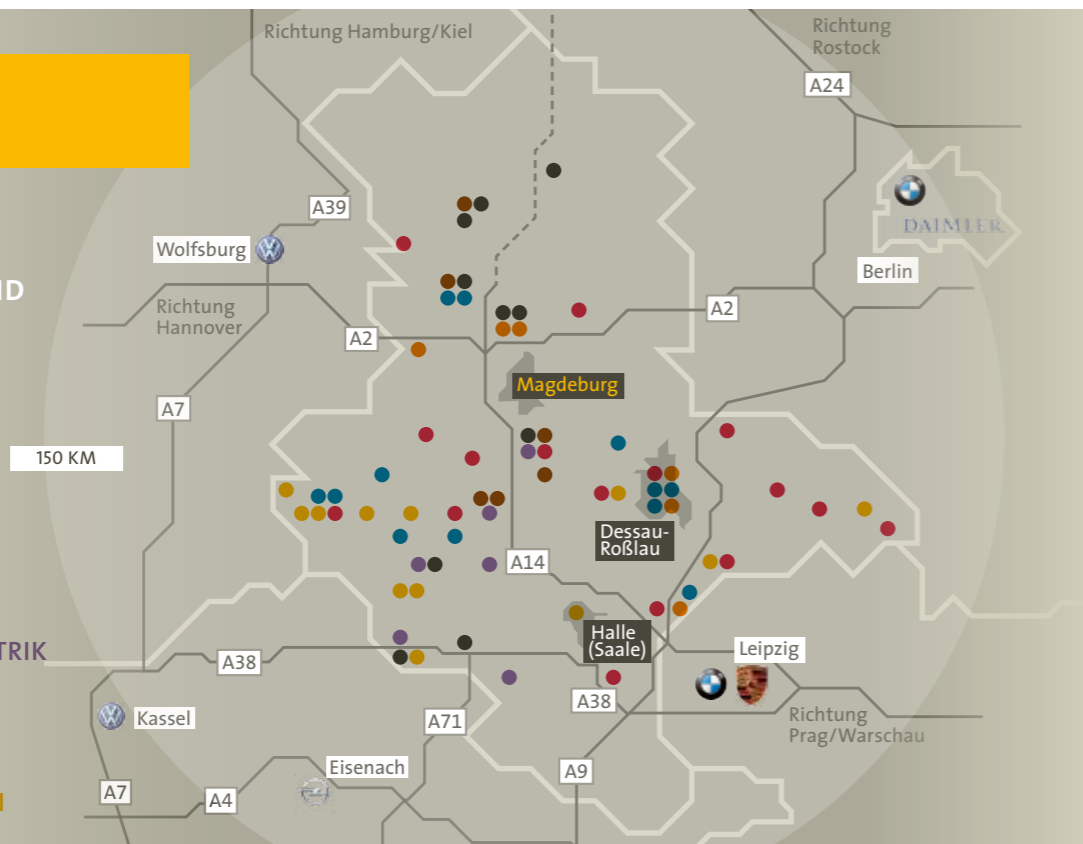 Richtung Hamburg/Kiel
Richtung
Rostock
A24
A39
DAIMLER
Wolfsburg
Berlin
ND
Richtung
Hannover
A2
A2
Magdeburg
A7
150 KM
Dessau-
Roßlau
A14
Halle
(Saale)
TRIK
Leipzig
A38
A38
Kassel
A71
Richtung
Prag/Warschau
Eisenach
A9
A7
A4